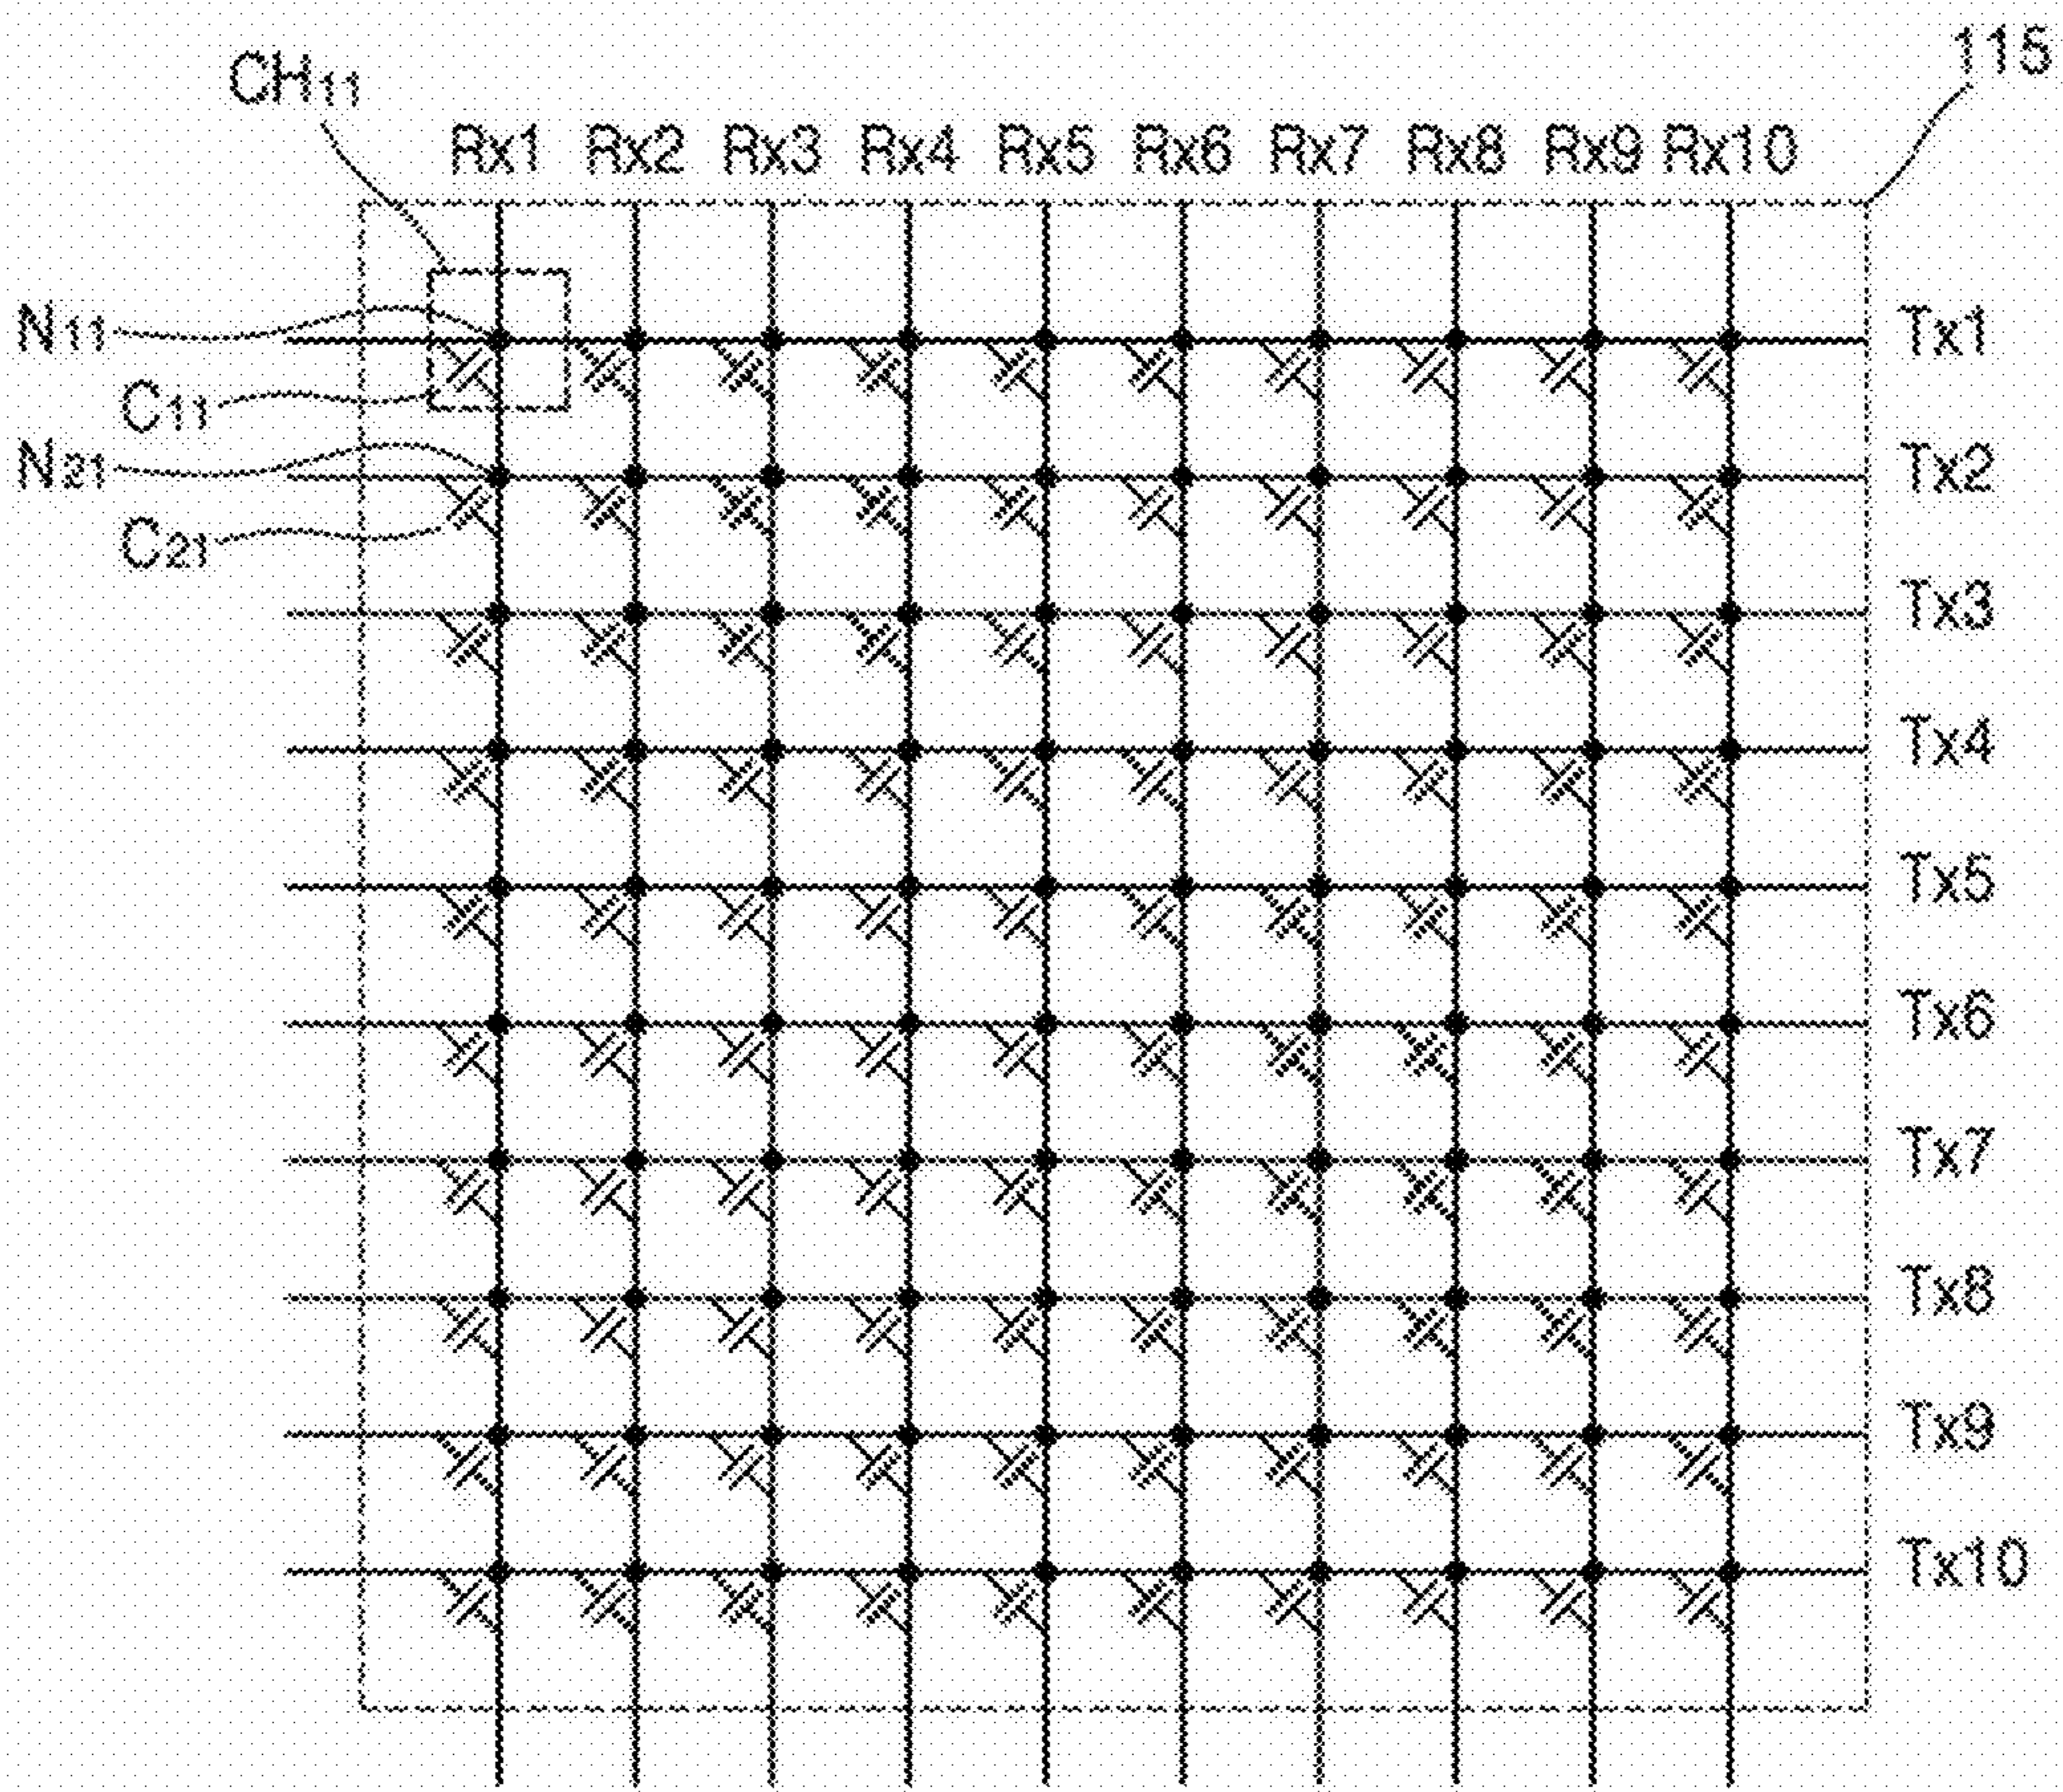 115
CH11
Rx1 Rx2 Rx3 Rx4 Rx5 Rx6 Rx7 Rx8 Rx9 Rx10
N11
Tx1
C11
N21
Tx2
C21
Tx3
Tx4
Tx5
Tx6
Tx7
Tx8
Tx9
Tx10